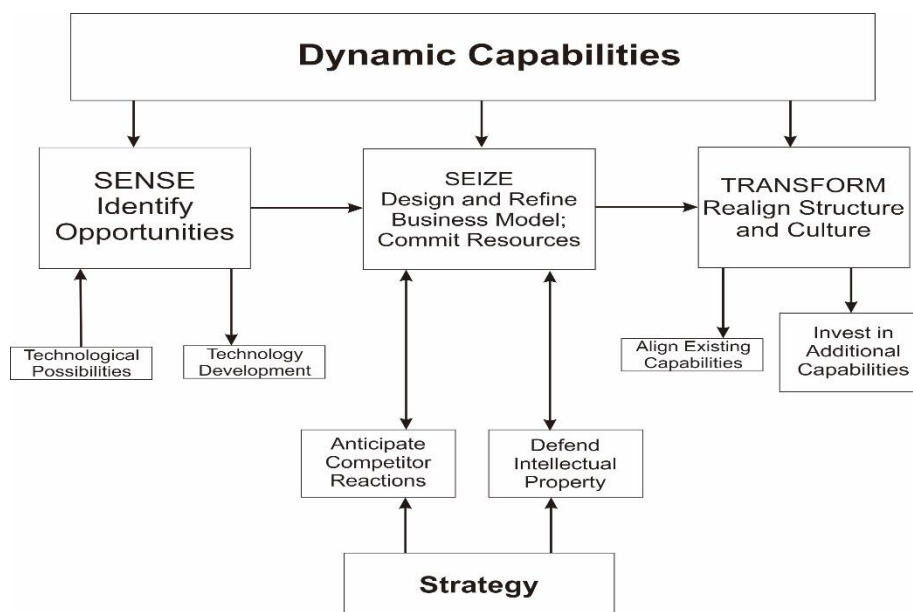 Dynamic Capabilities
SENSE
Identify
Opportunities
SEIZE
Design and Refine
Business Model;
Commit Resources
TRANSFORM
Realign Structure
and Culture
Technological
Possibilities
Technology
Development
Align Existing
Capabilities
Invest in
Additional
Capabilities
Anticipate
Competitor
Reactions
Defend
Intellectual
Property
Strategy